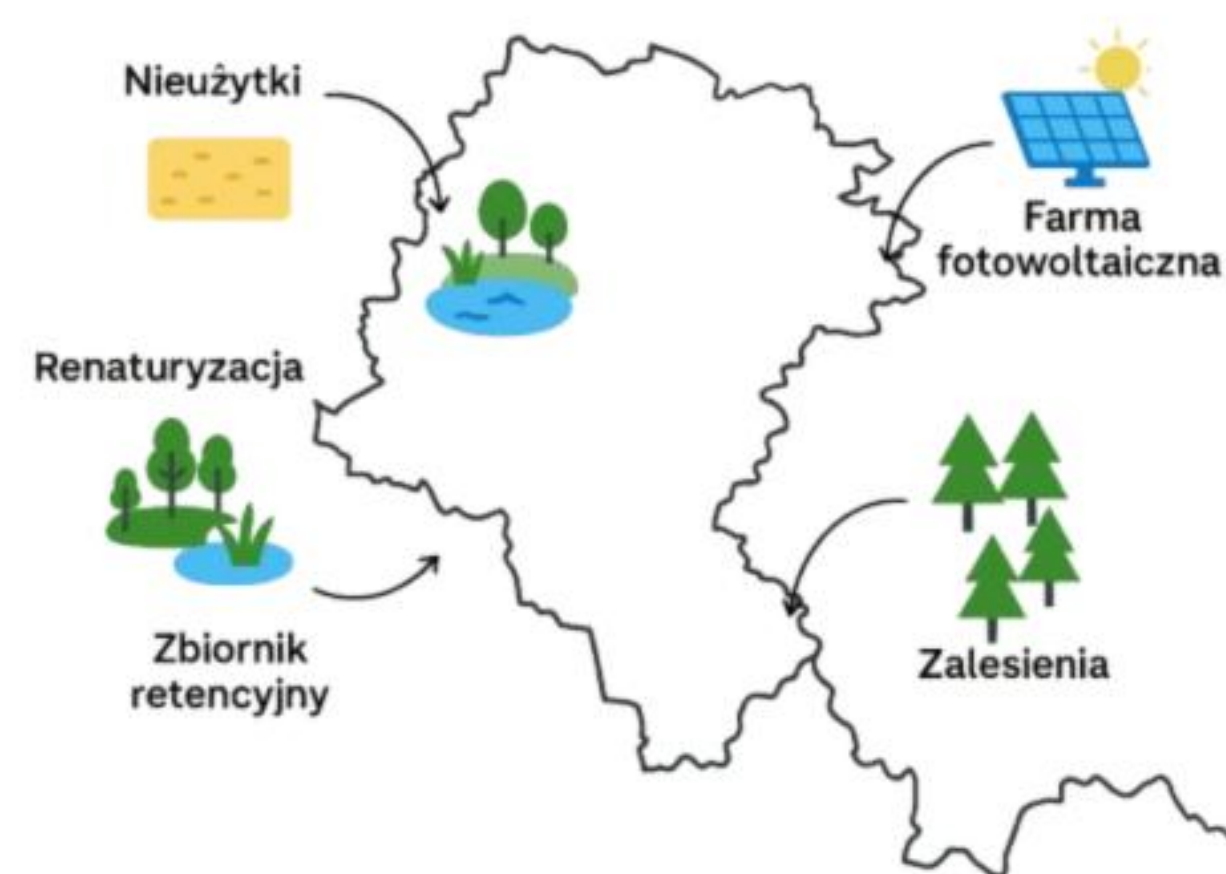 Nieużytki
Farma
fotowoltaiczna
Renaturyzacja
Zbiornik
retencyjny
Zalesienia